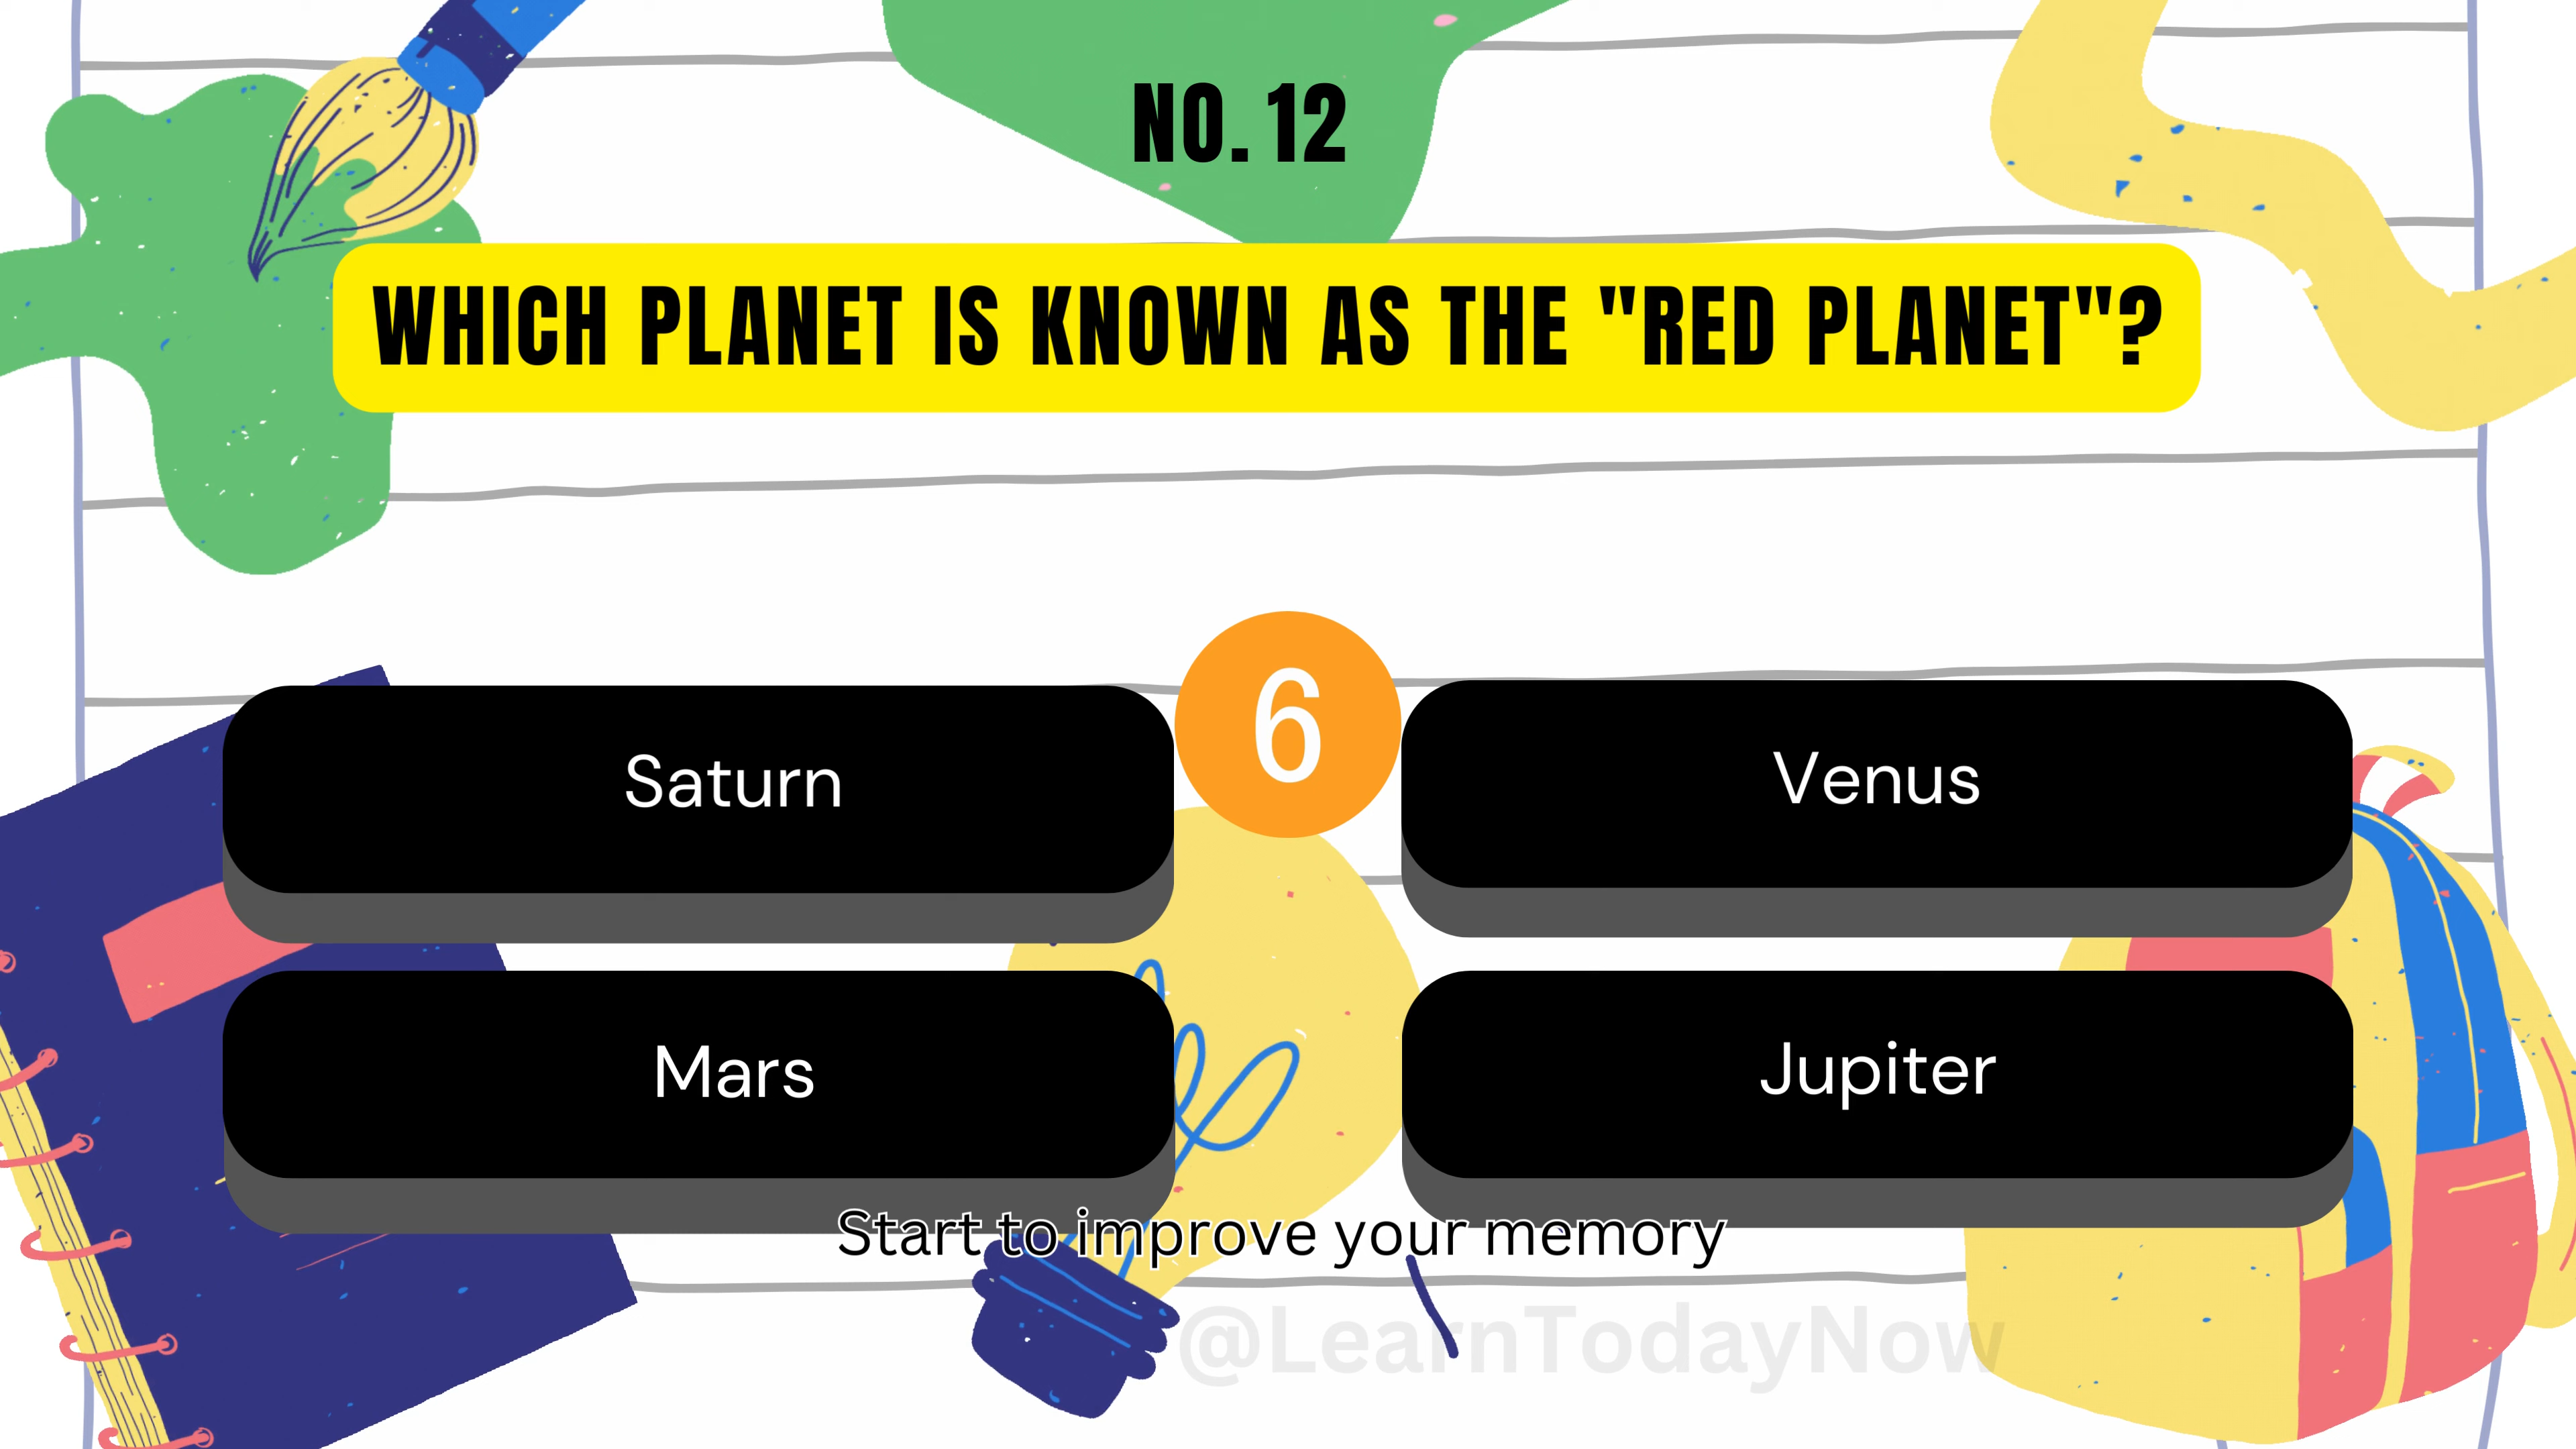 NO. 12
WHICH PLANET IS KNOWN AS THE "RED PLANET"?
6
Saturn
Venus
Mars
Jupiter
Start to improve your memory
@LearnTodayNow